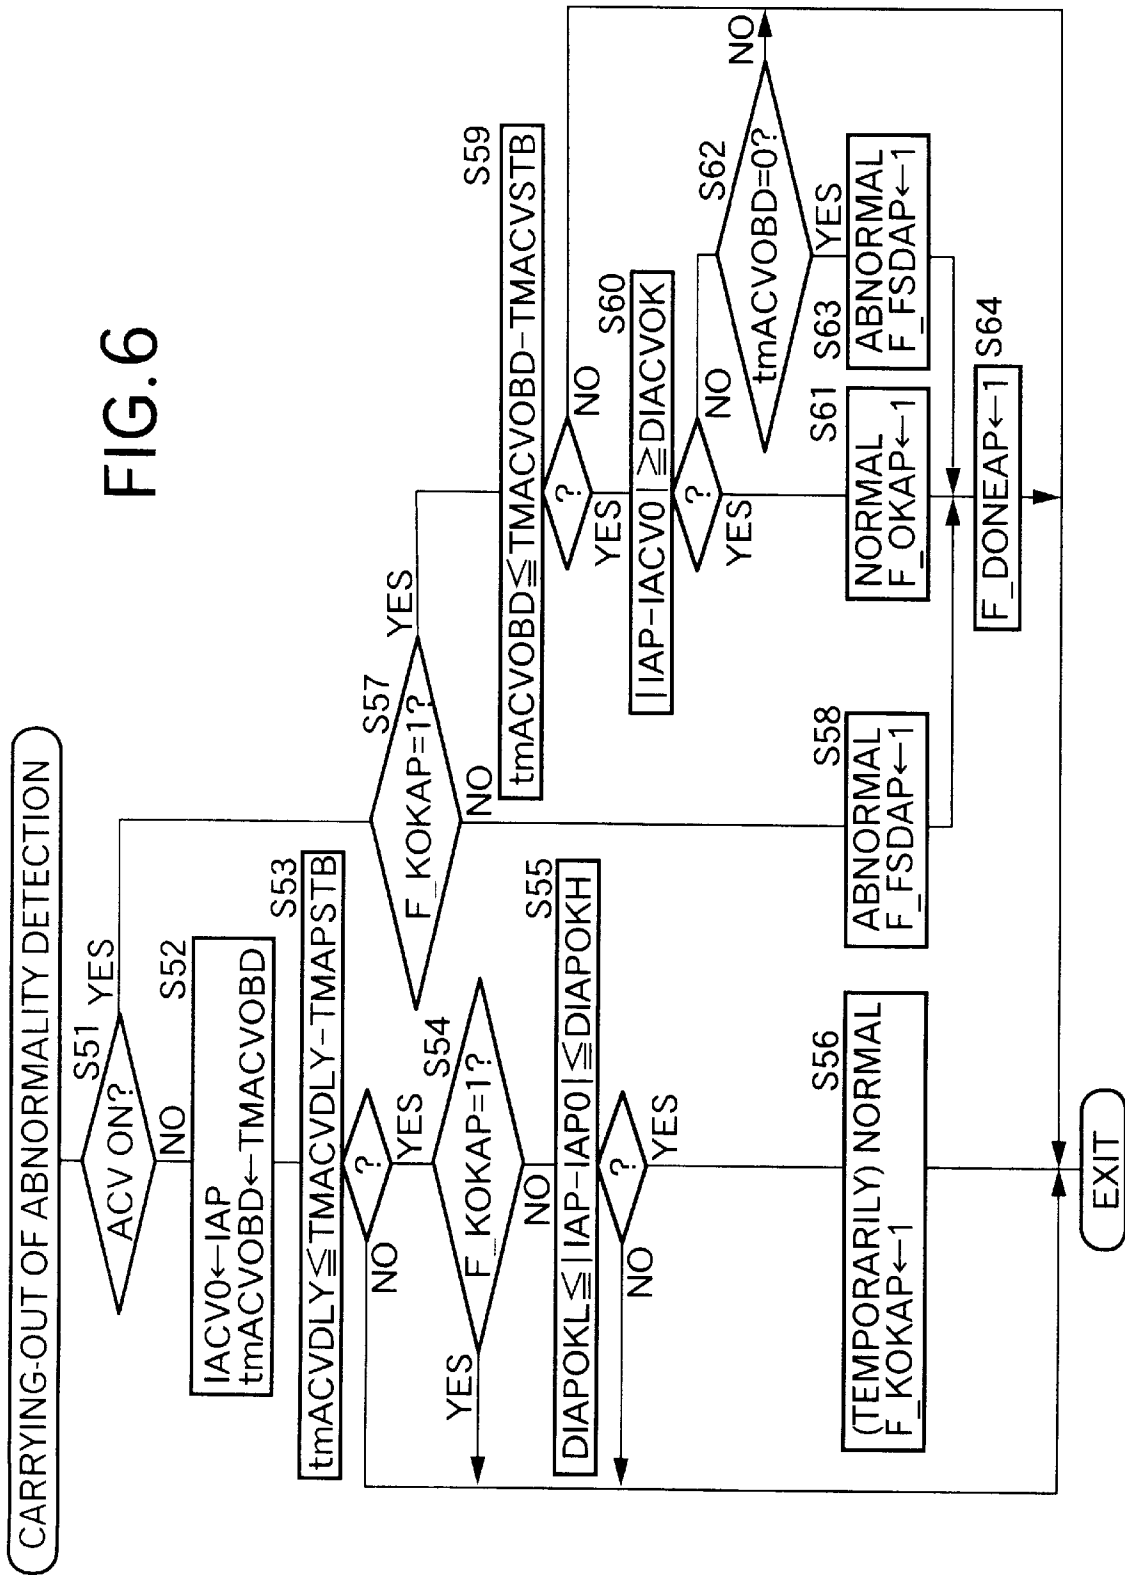 FIG.6
CARRYING-OUT OF ABNORMALITY DETECTION
S51
ACV ON?
YES
NO
S52
IACV0←IAP
tmACVOBD←TMACVOBD
S53
tmACVDLY≦TMACVDLY-TMAPSTB
?
NO
YES
S54
F_KOKAP=1?
YES
NO
S55
DIAPOKL≦|IAP-IAP0|≦DIAPOKH
?
NO
YES
S56
(TEMPORARILY) NORMAL
F_KOKAP←1
S57
F_KOKAP=1?
YES
NO
S58
ABNORMAL
F_FSDAP←1
S59
tmACVOBD≦TMACVOBD-TMACVSTB
?
NO
YES
S60
|IAP-IACV0|≧DIACVOK
?
NO
YES
S61
NORMAL
F_OKAP←1
S62
tmACVOBD=0?
NO
YES
S63
ABNORMAL
F_FSDAP←1
S64
F_DONEAP←1
EXIT